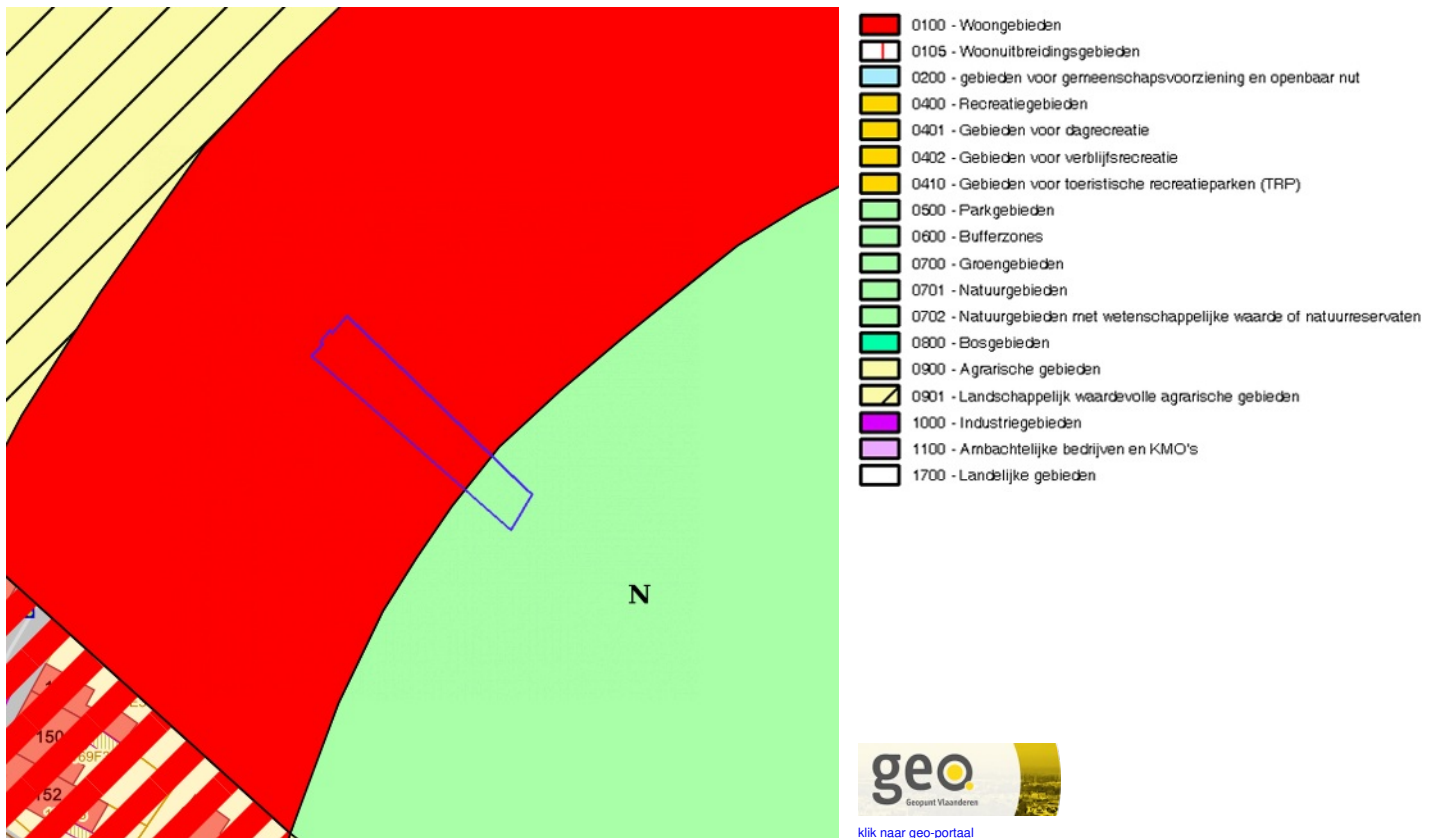 0100 - Woongebieden
0105 - Woonuitbreidingsgebieden
0200 - gebieden voor gemeenschapsvoorziening en openbaar nut
0400 - Recreatiegebieden
0401 - Gebieden voor dagrecreatie
0402 - Gebieden voor verblijfsrecreatie
0410 - Gebieden voor toeristische recreatieparken (TRP)
0500 - Parkgebieden
0600 - Bufferzones
0700 - Groengebieden
0701 - Natuurgebieden
0702 - Natuurgebieden met wetenschappelijke waarde of natuurreservaten
0800 - Bosgebieden
0900 - Agrarische gebieden
0901 - Landschappelijk waardevolle agrarische gebieden
1000 - Industriegebieden
1100 - Ambachtelijke bedrijven en KMO's
1700 - Landelijke gebieden
N
150
152
geo
Geopunt Vlaanderen
klik naar geo-portaal